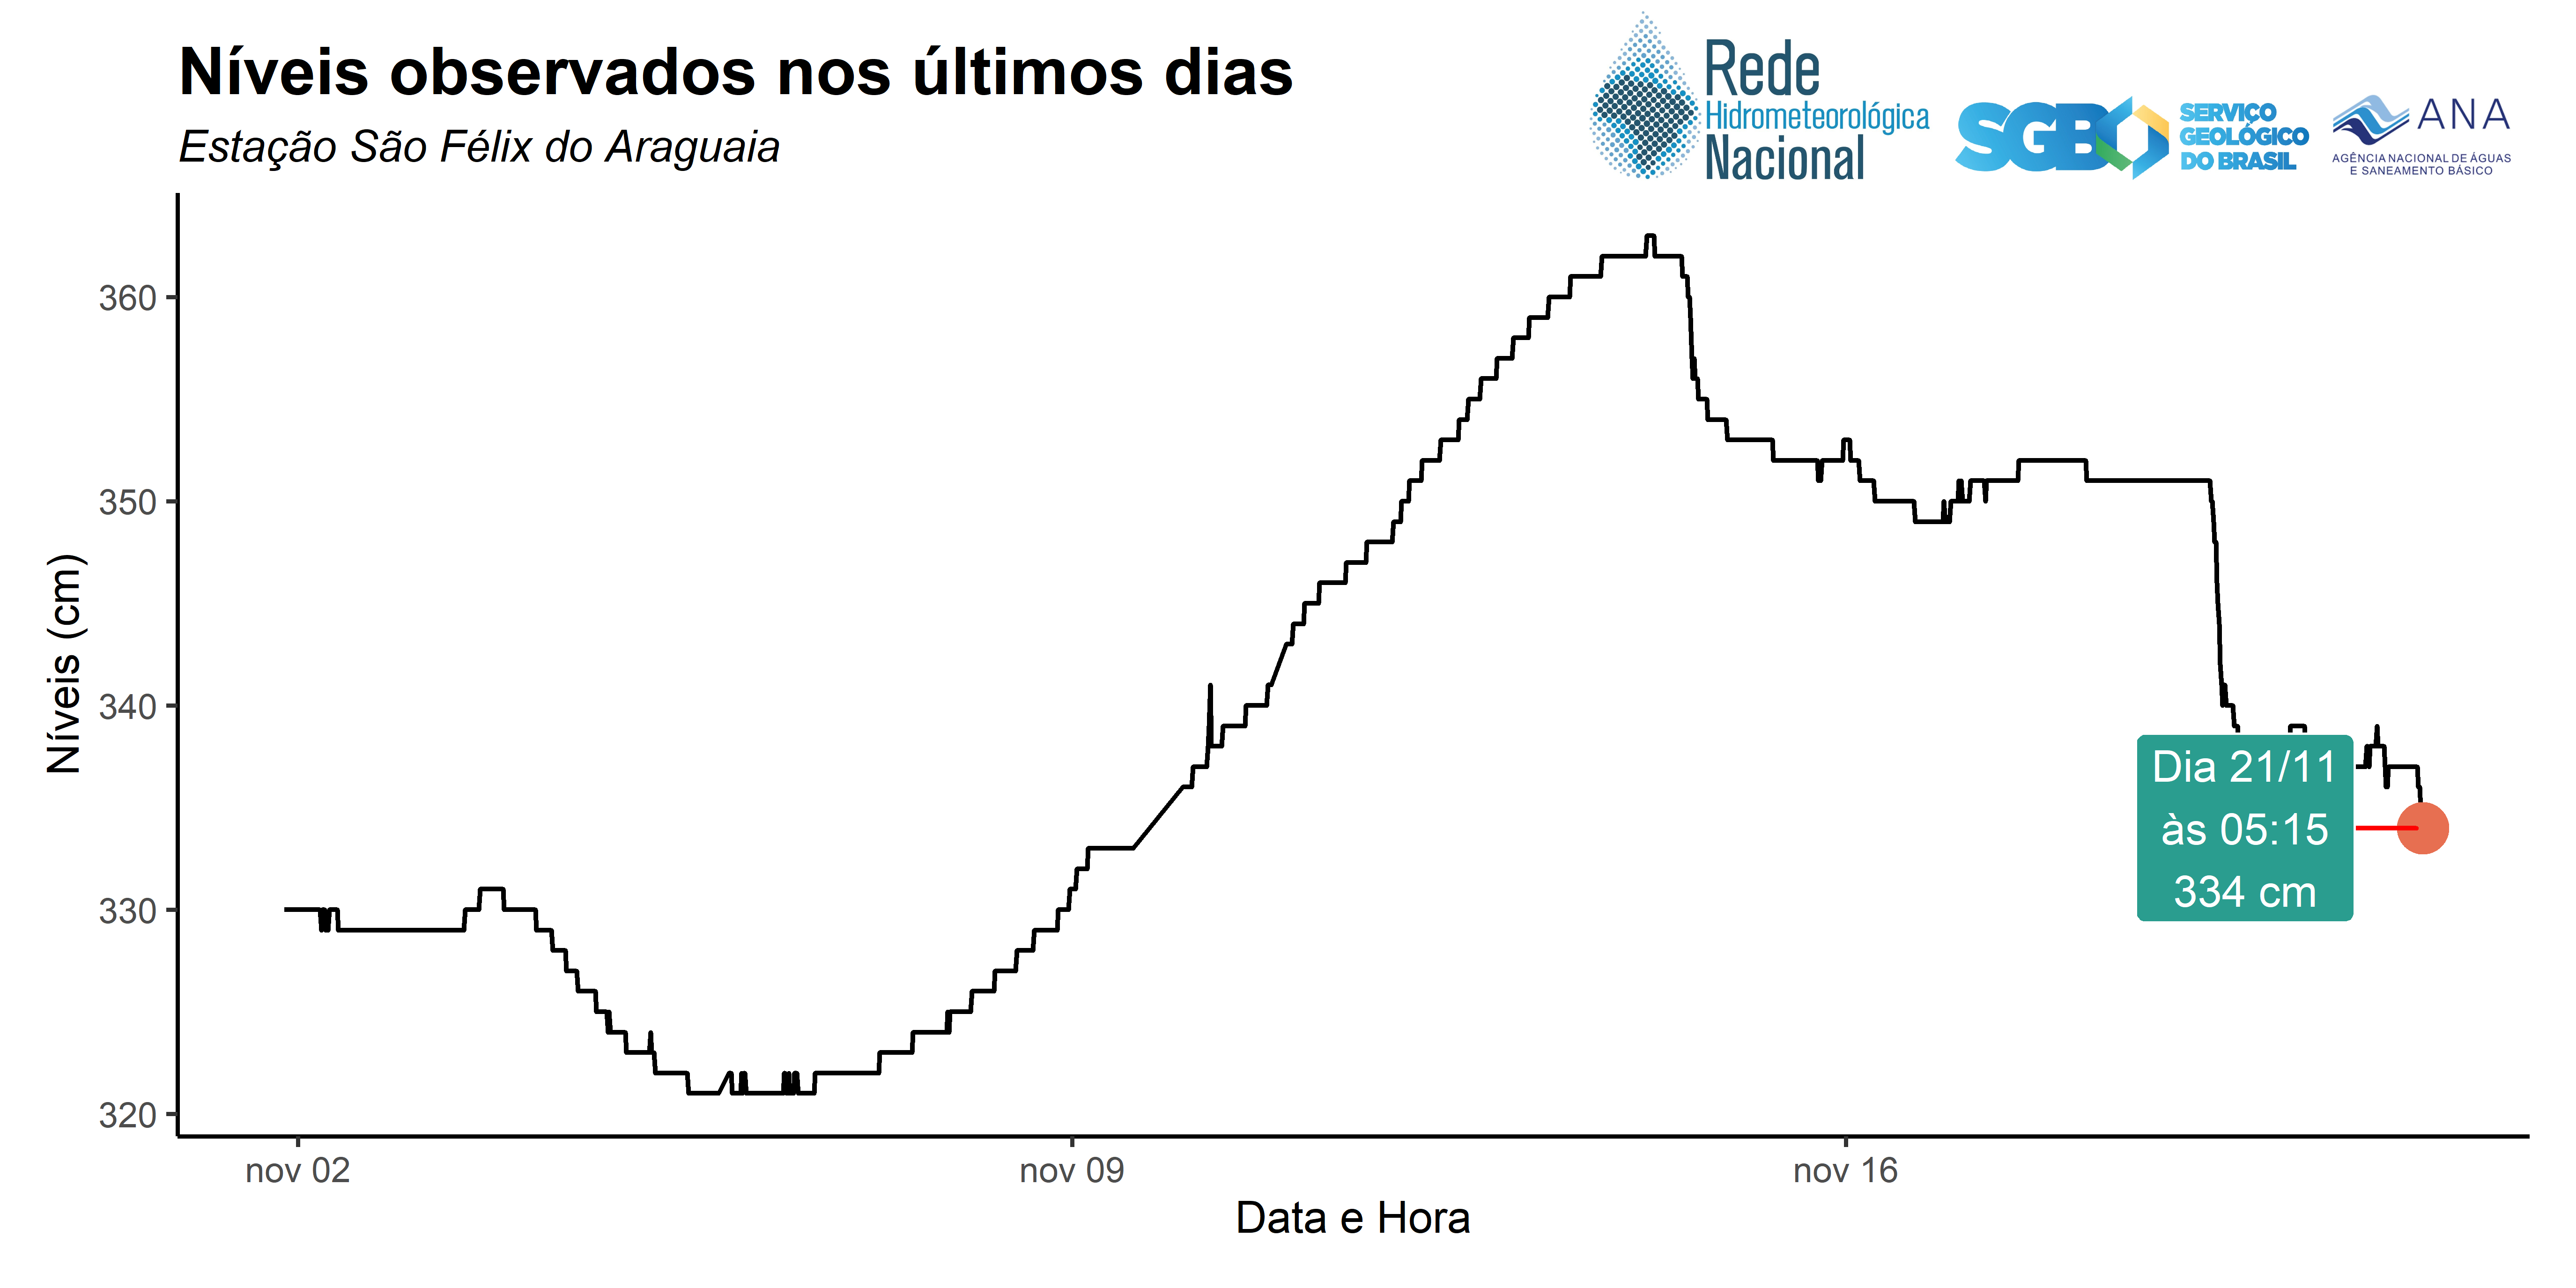 Níveis observados nos últimos dias
Estação São Félix do Araguaia
Rede
Hidrometeorológica
Nacional
SGB
SERVIÇO
GEOLÓGICO
DO BRASIL
ANA
AGÊNCIA NACIONAL DE ÁGUAS
E SANEAMENTO BÁSICO
Níveis (cm)
360
350
340
330
320
Dia 21/11
às 05:15
334 cm
nov 02
nov 09
nov 16
Data e Hora